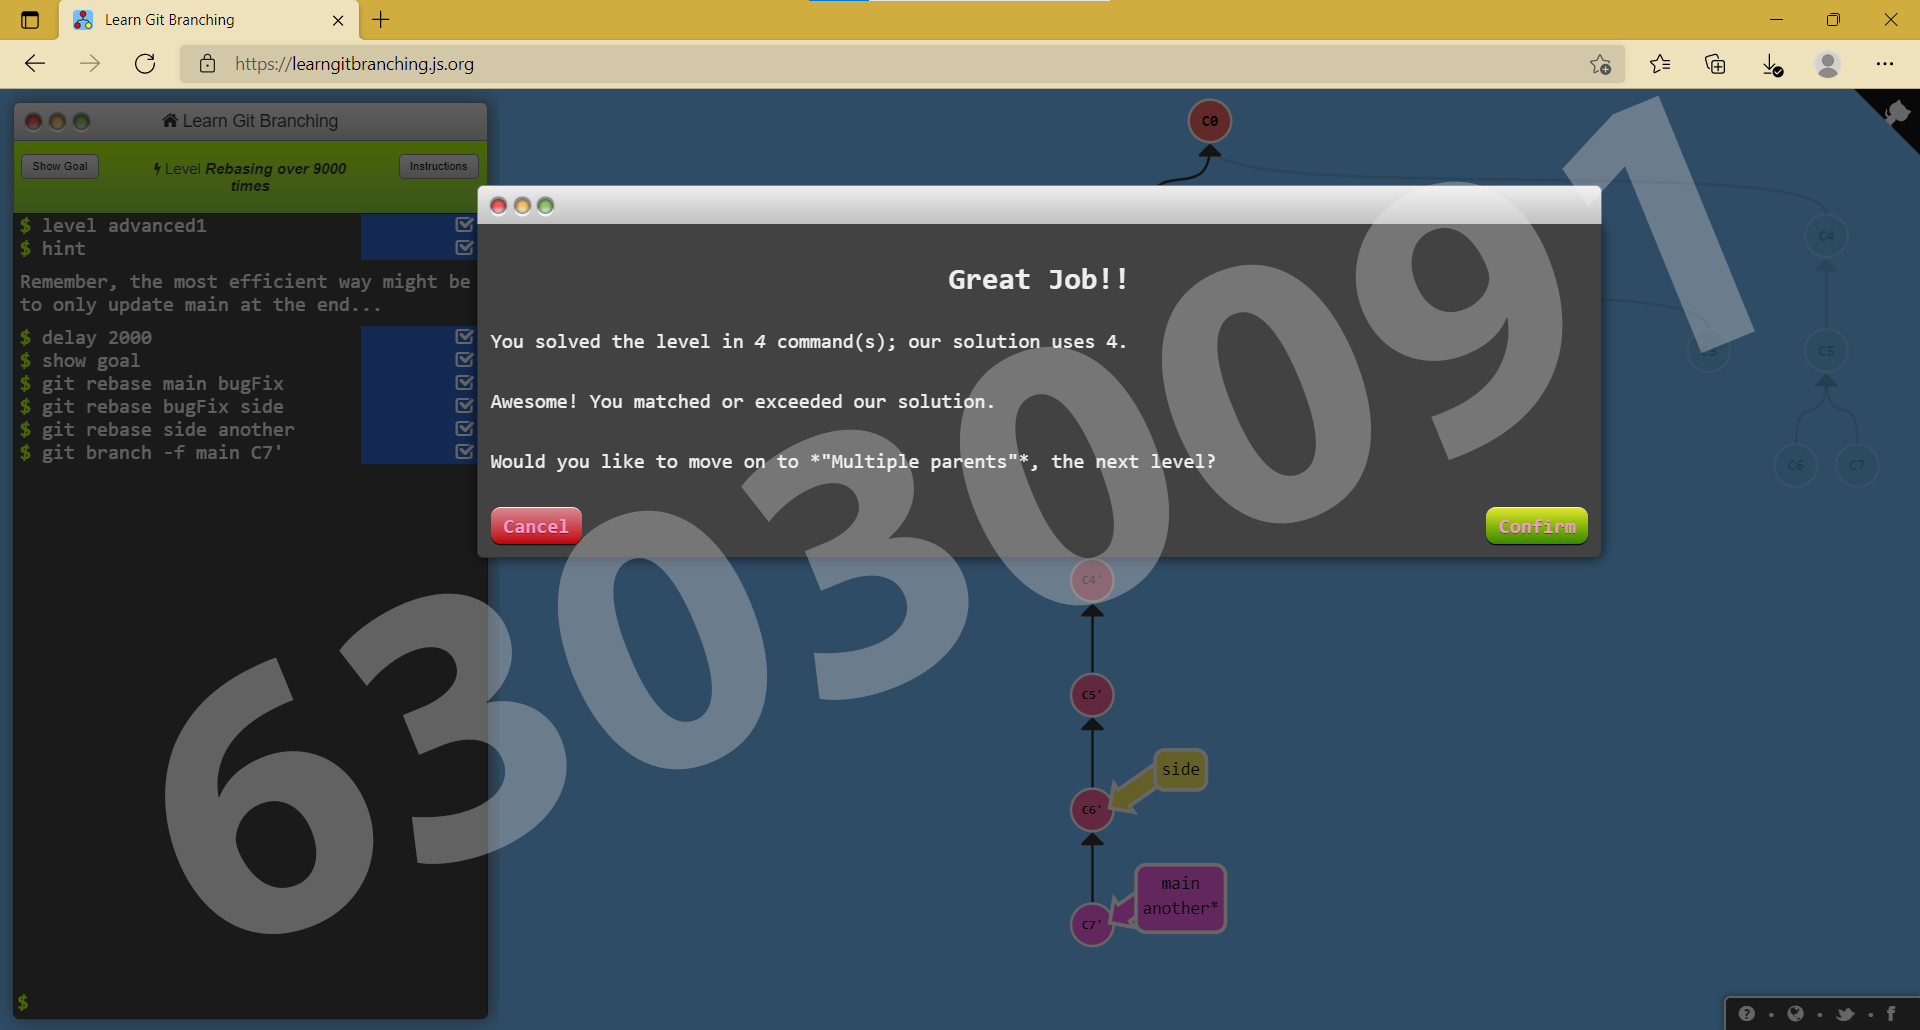 Learn Git Branching
https://learngitbranching.js.org
Learn Git Branching
Show Goal
Level Rebasing over 9000
times
Instructions
$ level advanced1
$ hint
Remember, the most efficient way might be
to only update main at the end...
$ delay 2000
$ show goal
$ git rebase main bugFix
$ git rebase bugFix side
$ git rebase side another
$ git branch -f main C7'
$
Great Job!!
You solved the level in 4 command(s); our solution uses 4.
Awesome! You matched or exceeded our solution.
Would you like to move on to *"Multiple parents"*, the next level?
Cancel
Confirm
C0
C4
C3
C5
C6
C7
C4'
C5'
side
C6'
main
another*
C7'
6303030091